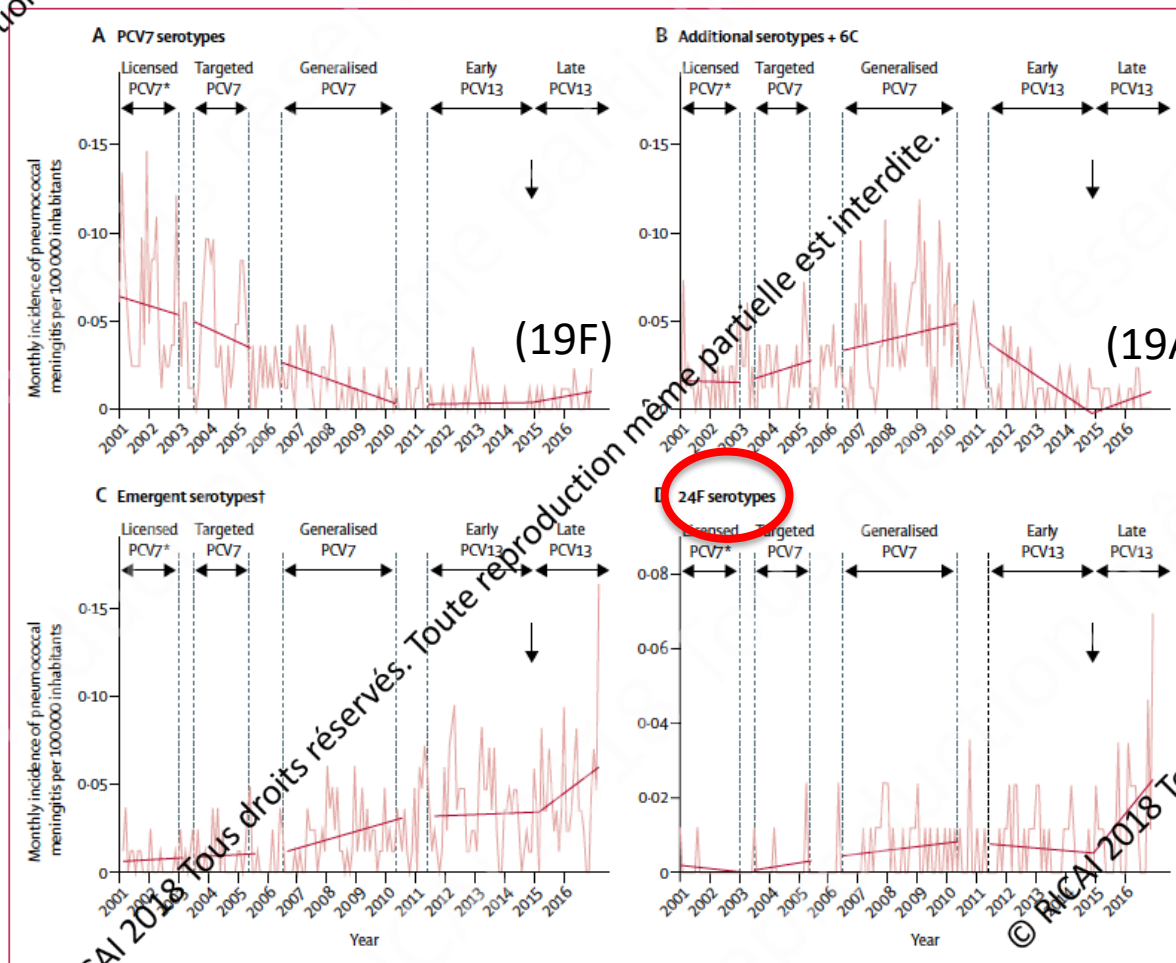 A PCV7 serotypes
Licensed PCV7*
Targeted PCV7
Generalised PCV7
Early PCV13
Late PCV13
Monthly incidence of pneumococcal meningitis per 100 000 inhabitants
0·15
0·10
0·05
0
(19F)
2001 2002 2003 2004 2005 2006 2007 2008 2009 2010 2011 2012 2013 2014 2015 2016
B Additional serotypes + 6C
Licensed PCV7*
Targeted PCV7
Generalised PCV7
Early PCV13
Late PCV13
0·15
0·10
0·05
(19A
2001 2002 2003 2004 2005 2006 2007 2008 2009 2010 2011 2012 2013 2014 2015 2016
C Emergent serotypes†
Licensed PCV7*
Targeted PCV7
Generalised PCV7
Early PCV13
Late PCV13
Monthly incidence of pneumococcal meningitis per 100 000 inhabitants
0·15
0·10
0·05
0
2001 2002 2003 2004 2005 2006 2007 2008 2009 2010 2011 2012 2013 2014 2015 2016
Year
D 24F serotypes
Licensed PCV7*
Targeted PCV7
Generalised PCV7
Early PCV13
Late PCV13
0·08
0·06
0·04
0·02
0
2001 2002 2003 2004 2005 2006 2007 2008 2009 2010 2011 2012 2013 2014 2015 2016
Year
CAI 2018 Tous droits réservés. Toute reproduction même partielle est interdite.
© RICAI 2018 To